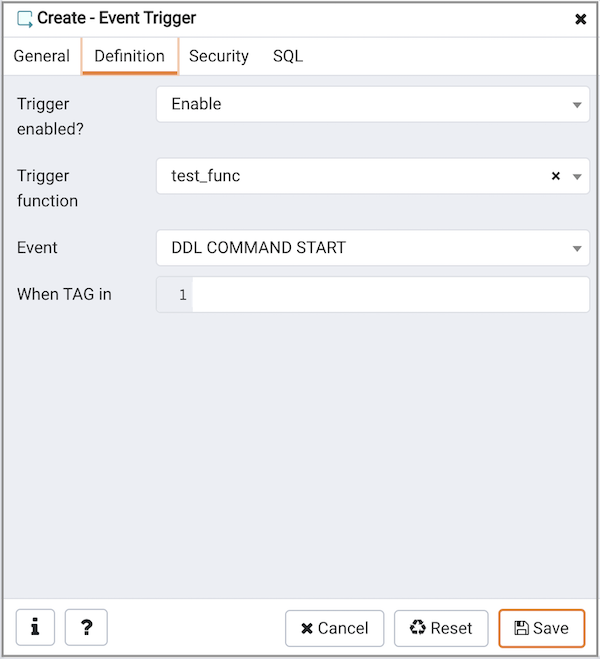 Create - Event Trigger
General Definition Security SQL
Trigger enabled? Enable
Trigger function test_func
Event DDL COMMAND START
When TAG in 1
i ? Cancel Reset Save